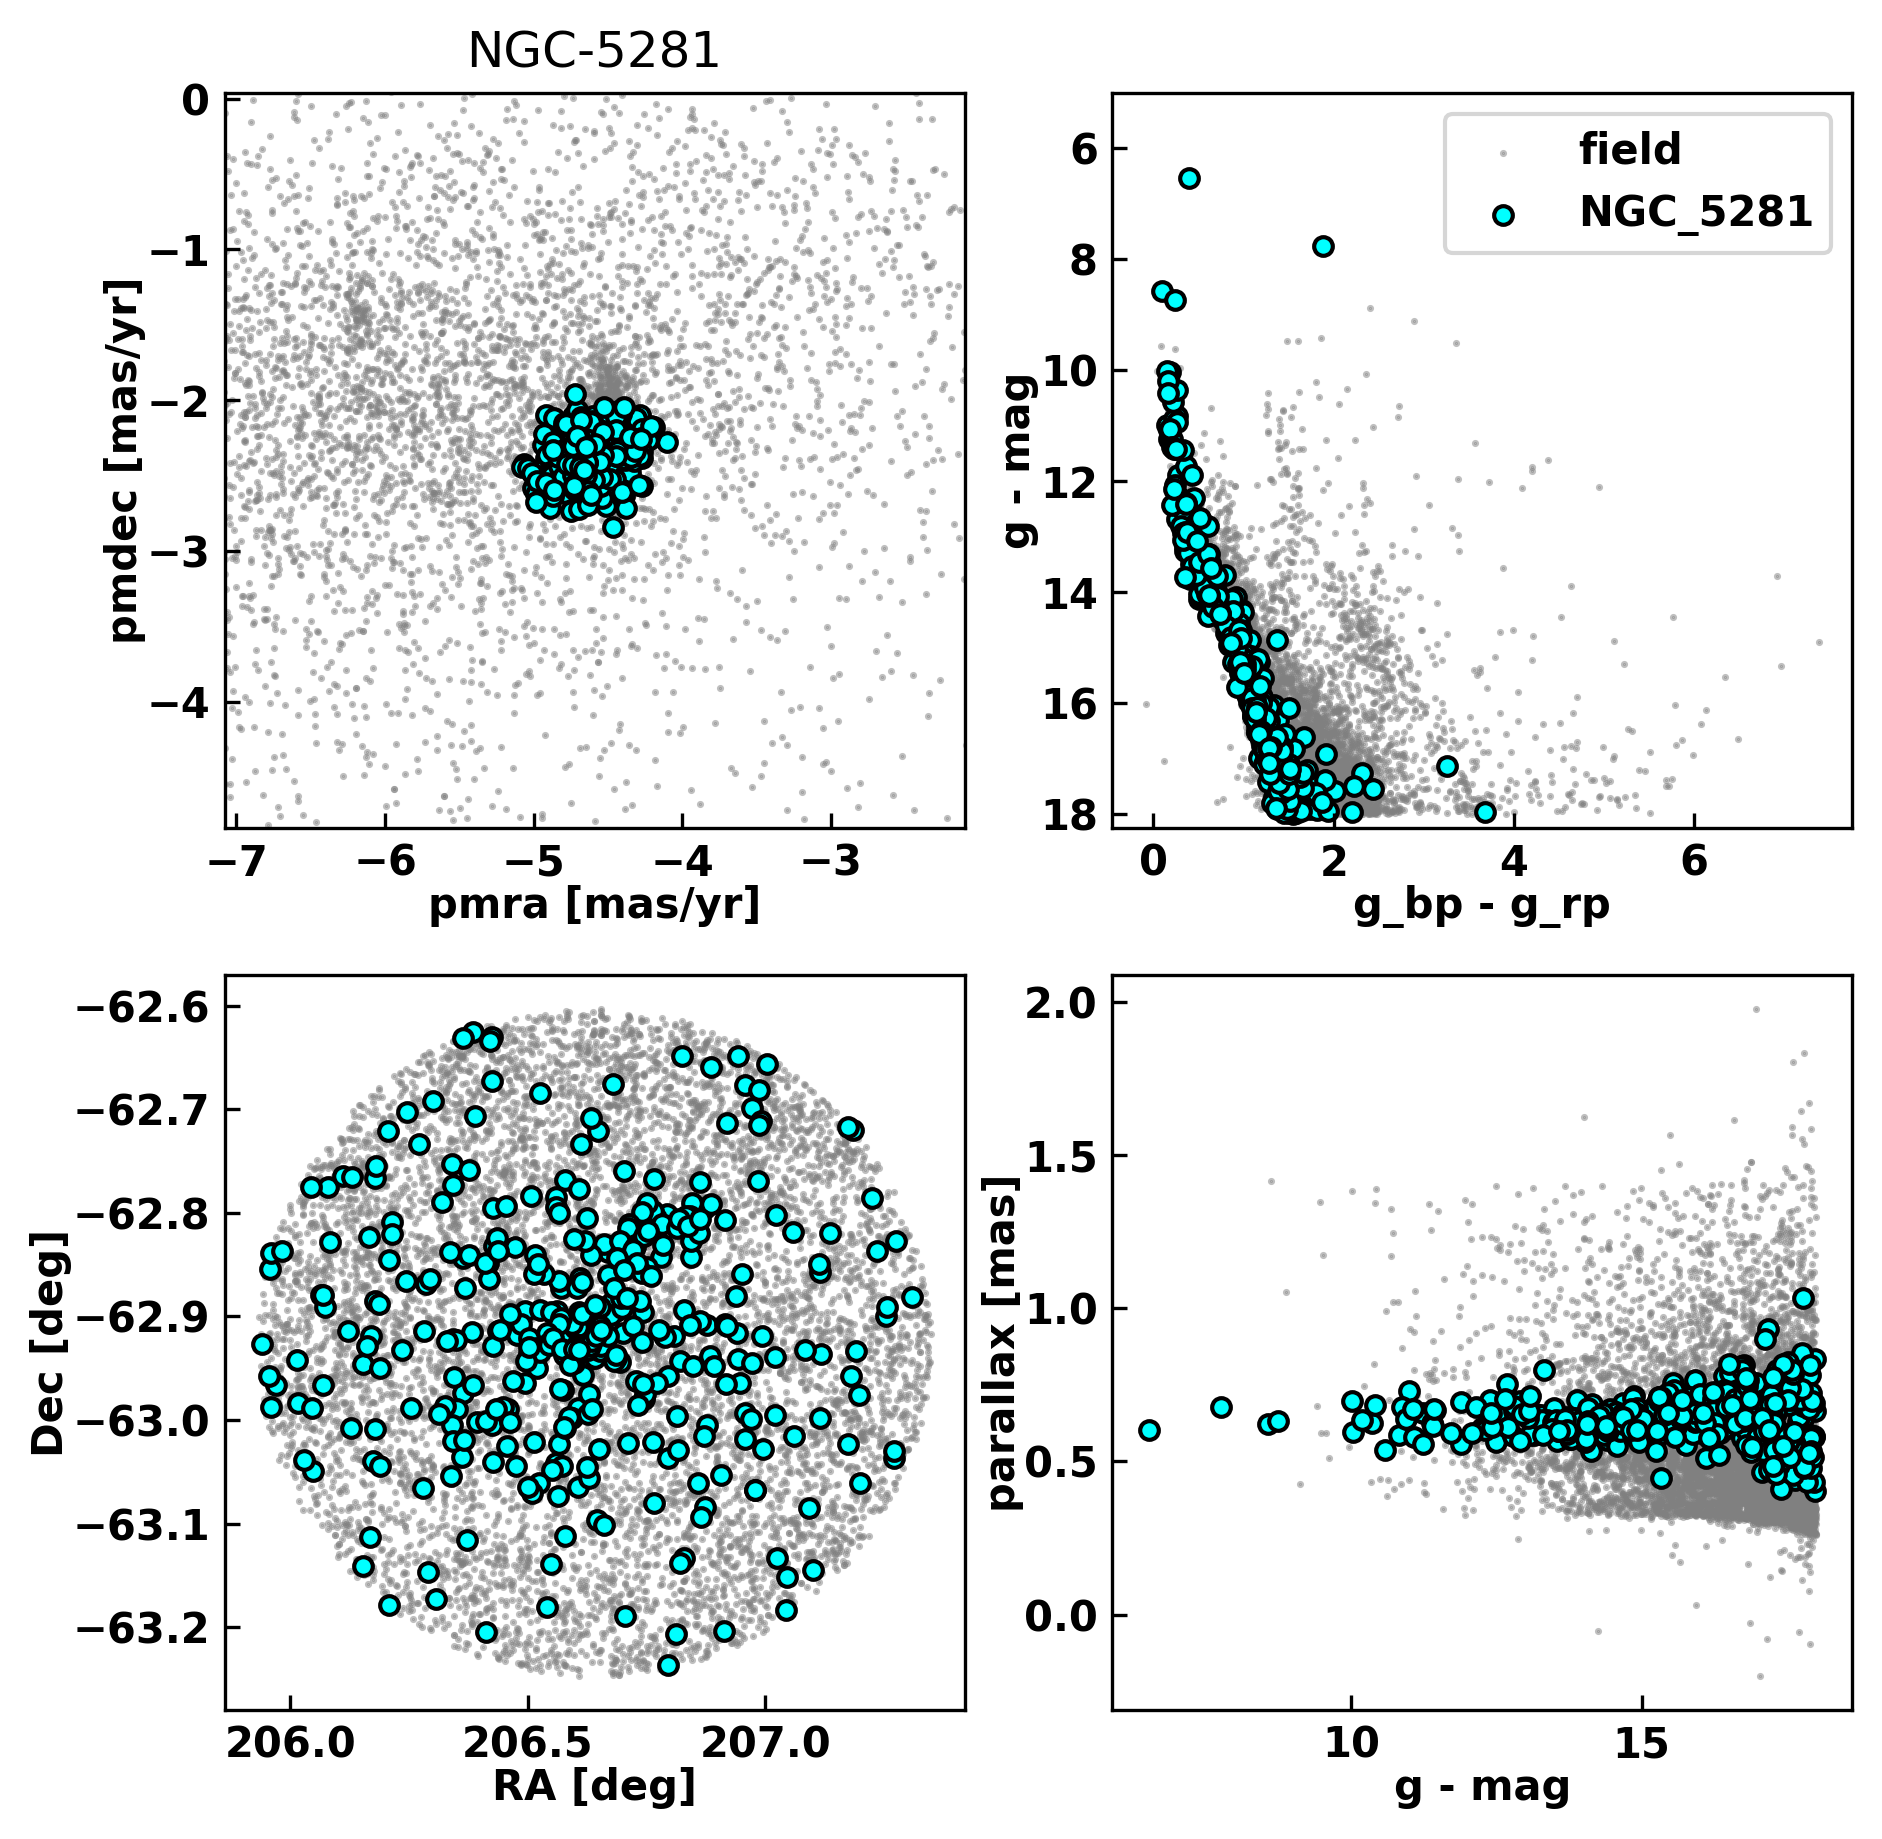 NGC-5281
0
−1
−2
−3
−4
pmdec [mas/yr]
−7 −6 −5 −4 −3
pmra [mas/yr]
field
NGC_5281
6
8
10
12
14
16
18
g - mag
0 2 4 6
g_bp - g_rp
−62.6
−62.7
−62.8
−62.9
−63.0
−63.1
−63.2
Dec [deg]
206.0 206.5 207.0
RA [deg]
2.0
1.5
1.0
0.5
0.0
parallax [mas]
10 15
g - mag